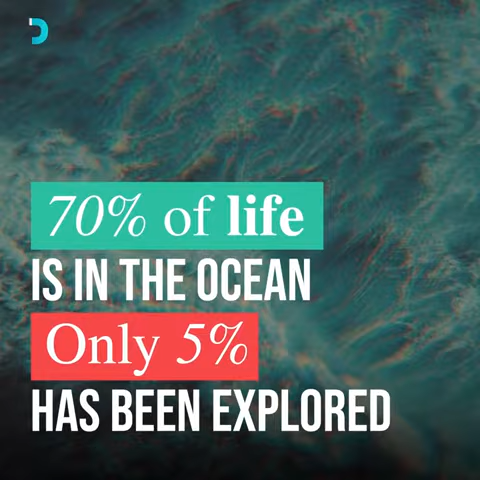 70% of life
IS IN THE OCEAN
Only 5%
HAS BEEN EXPLORED